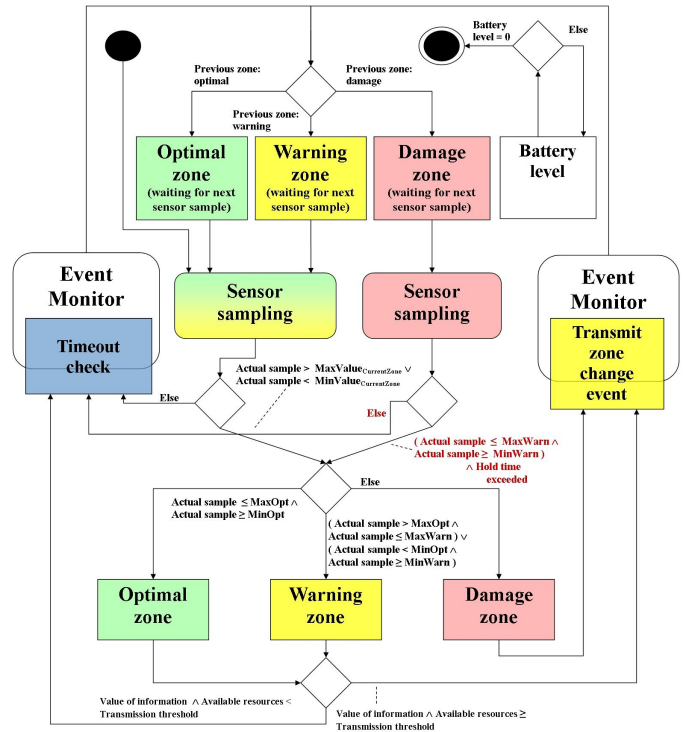 Battery
level = 0
Else
Previous zone:
optimal
Previous zone:
damage
Previous zone:
warning
Optimal
zone
(waiting for next
sensor sample)
Warning
zone
(waiting for next
sensor sample)
Damage
zone
(waiting for next
sensor sample)
Battery
level
Event
Monitor
Timeout
check
Sensor
sampling
Sensor
sampling
Event
Monitor
Transmit
zone
change
event
Actual sample > MaxValueCurrentZone ∨
Actual sample < MinValueCurrentZone
Else
Else
( Actual sample ≤ MaxWarn ∧
Actual sample ≥ MinWarn )
∧ Hold time
exceeded
Actual sample ≤ MaxOpt ∧
Actual sample ≥ MinOpt
Else
( Actual sample > MaxOpt ∧
Actual sample ≤ MaxWarn ) ∨
( Actual sample < MinOpt ∧
Actual sample ≥ MinWarn )
Optimal
zone
Warning
zone
Damage
zone
Value of information ∧ Available resources <
Transmission threshold
Value of information ∧ Available resources ≥
Transmission threshold